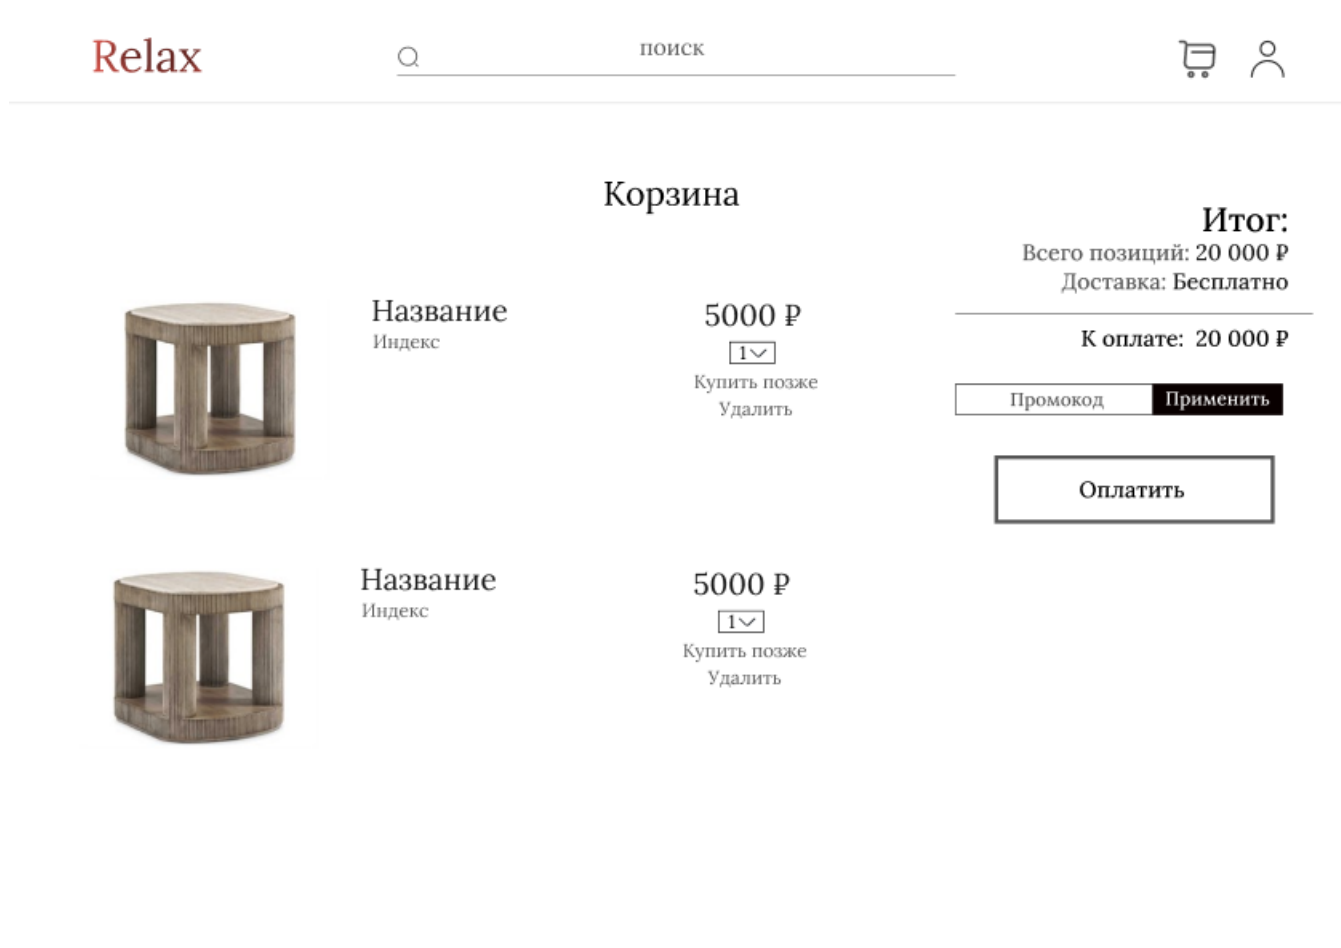 Relax
поиск
Корзина
Название
Индекс
5000 ₽
1
Купить позже
Удалить
Название
Индекс
5000 ₽
1
Купить позже
Удалить
Итог:
Всего позиций: 20 000 ₽
Доставка: Бесплатно
К оплате: 20 000 ₽
Промокод Применить
Оплатить